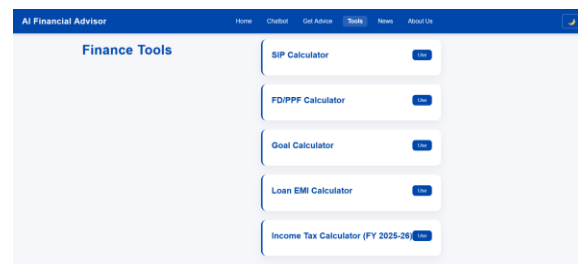 AI Financial Advisor
Home Chatbot Get Advice Tools News About Us
Finance Tools
SIP Calculator Use
FD/PPF Calculator Use
Goal Calculator Use
Loan EMI Calculator Use
Income Tax Calculator (FY 2025-26) Use